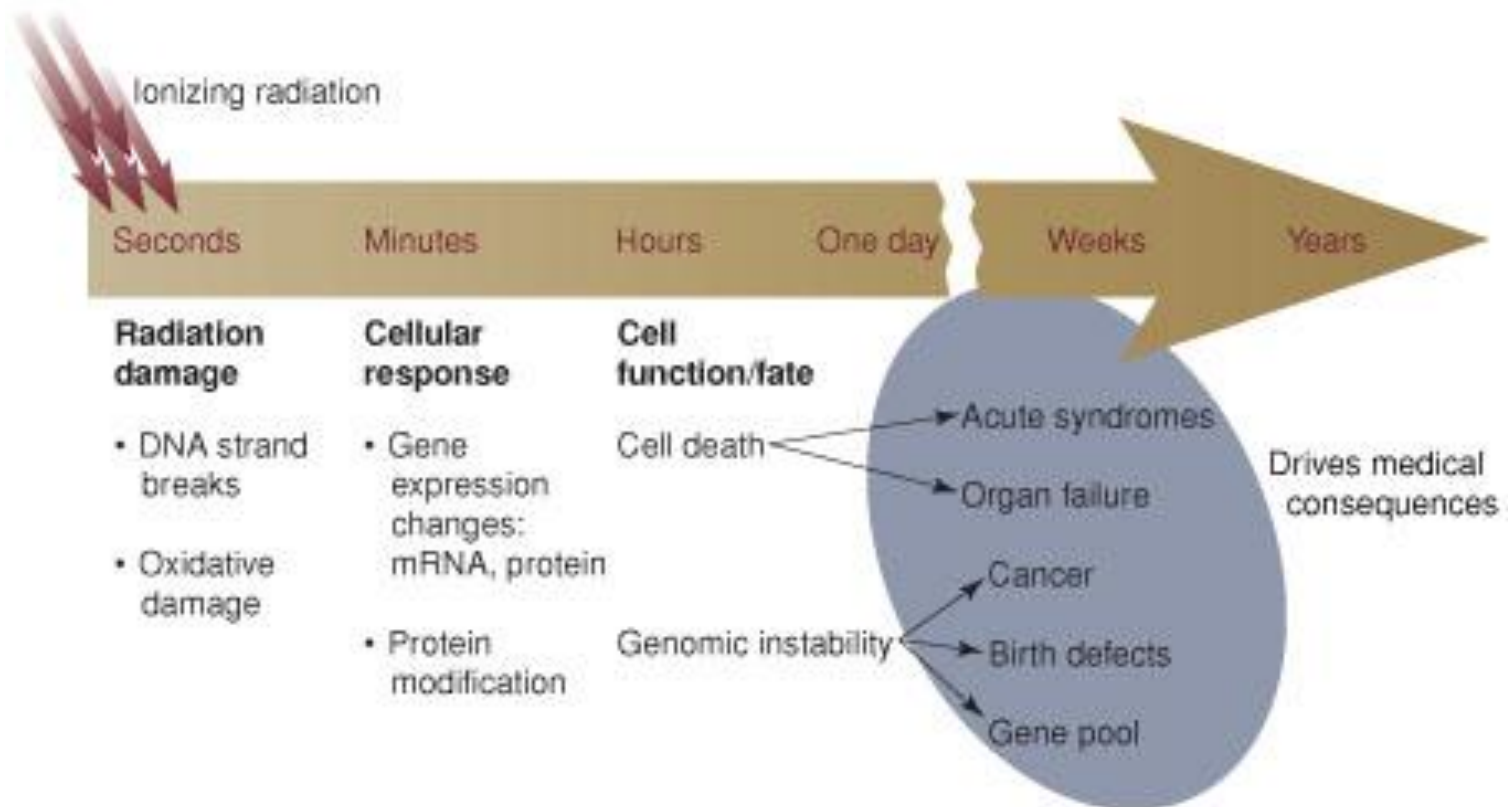 Ionizing radiation
Seconds
Minutes
Hours
One day
Weeks
Years
Radiation
damage
• DNA strand
breaks
• Oxidative
damage
Cellular
response
• Gene
expression
changes:
mRNA, protein
• Protein
modification
Cell
function/fate
Cell death
Genomic instability
Acute syndromes
Organ failure
Cancer
Birth defects
Gene pool
Drives medical
consequences